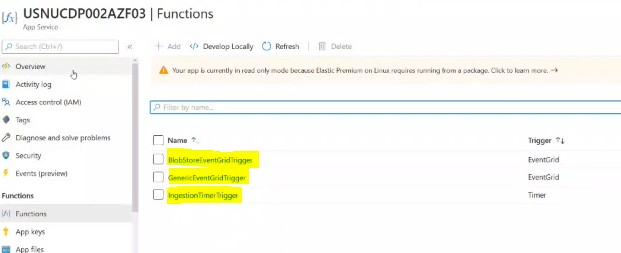 USNUCDP002AZF03 | Functions
App Service
Search (Ctrl+/)
Overview
Activity log
Access control (IAM)
Tags
Diagnose and solve problems
Security
Events (preview)
Functions
Functions
App keys
App files
Add Develop Locally Refresh Delete
Your app is currently in read only mode because Elastic Premium on Linux requires running from a package. Click to learn more.
Filter by name...
Name Trigger
BlobStoreEventGridTrigger EventGrid
GenericEventGridTrigger EventGrid
IngestionTimerTrigger Timer